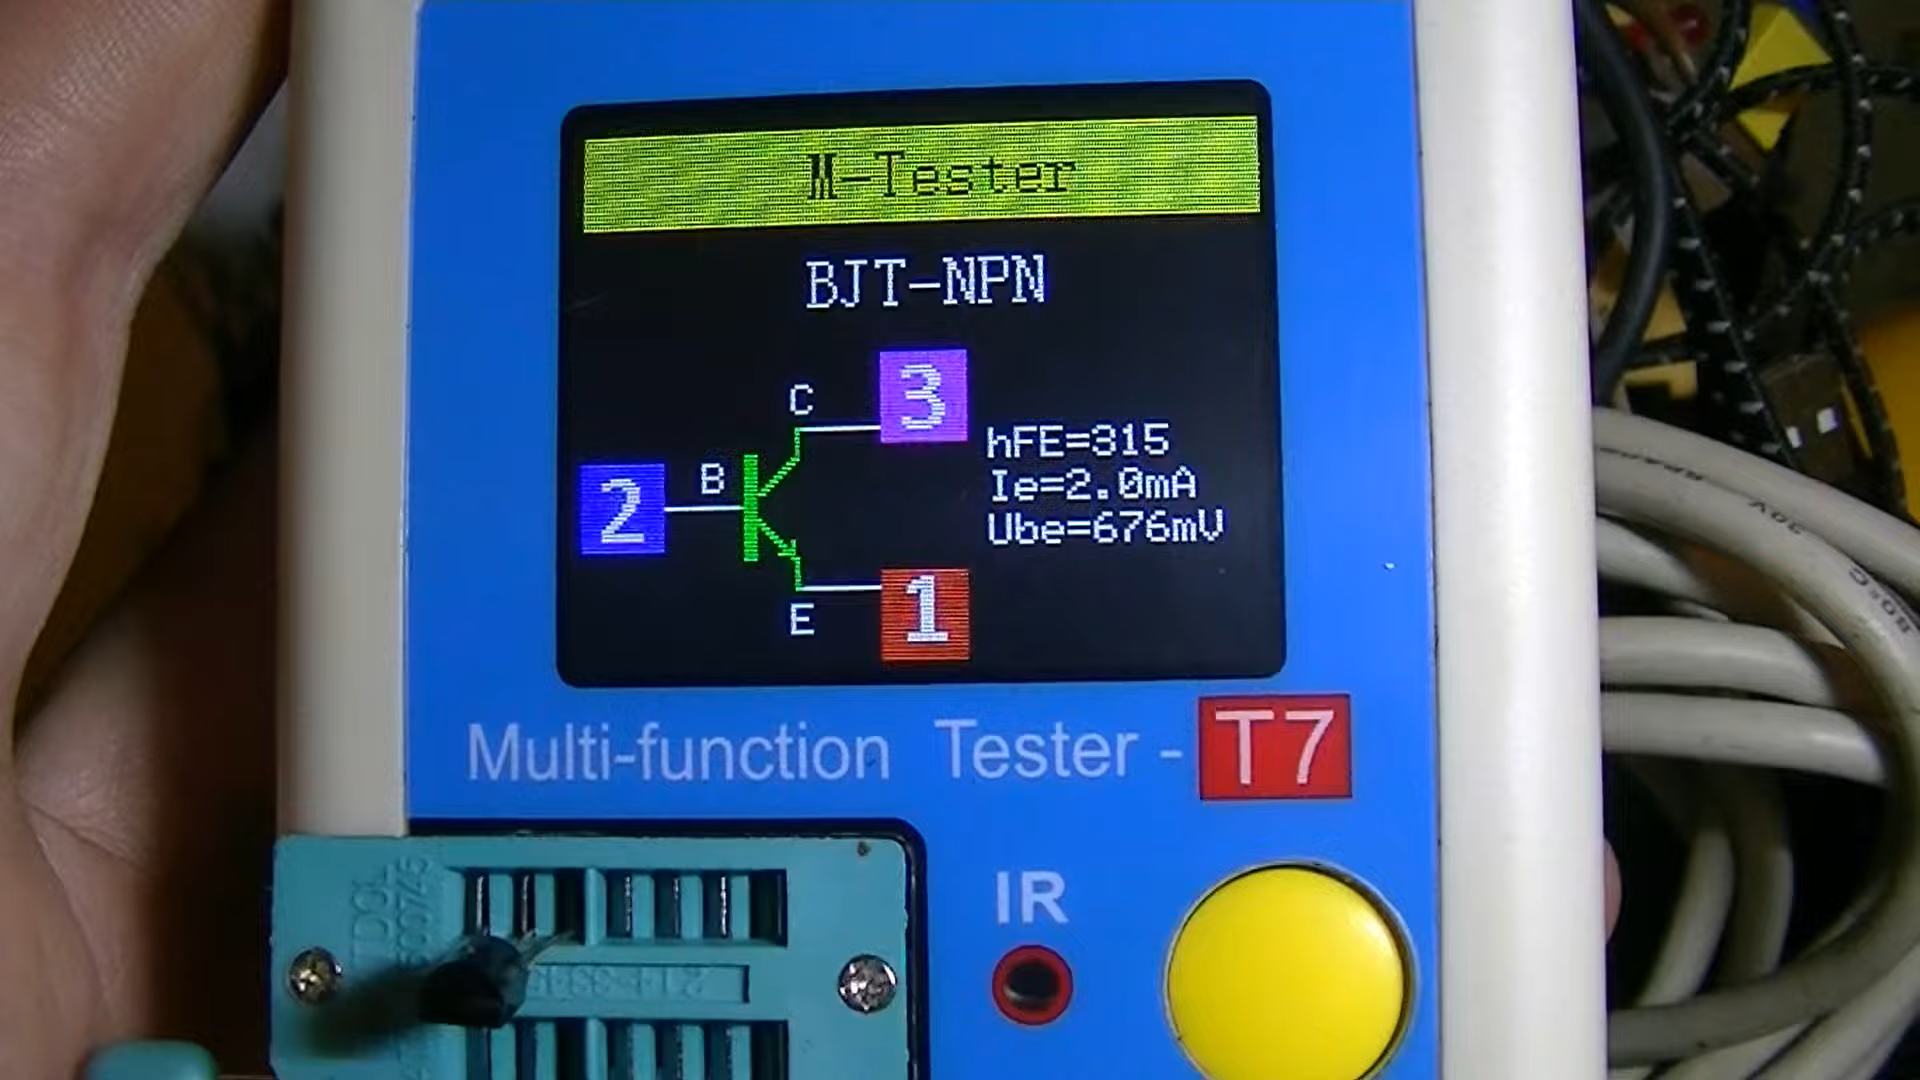 M-Tester
BJT-NPN
C 3
hFE=315
2 B
Ie=2.0mA
Ube=676mV
E 1
Multi-function Tester - T7
IR